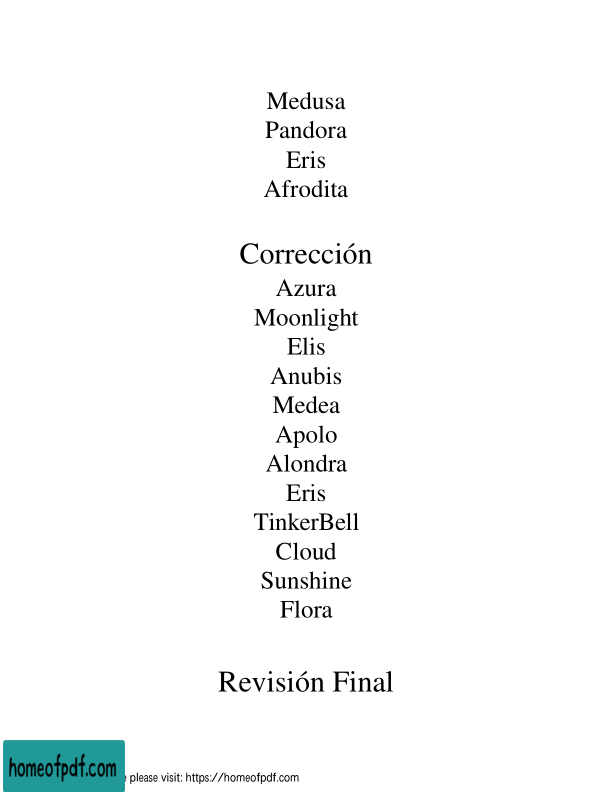 Medusa
Pandora
Eris
Afrodita
Corrección
Azura
Moonlight
Elis
Anubis
Medea
Apolo
Alondra
Eris
TinkerBell
Cloud
Sunshine
Flora
Revisión Final
homeofpdf.com
please visit: https://homeofpdf.com